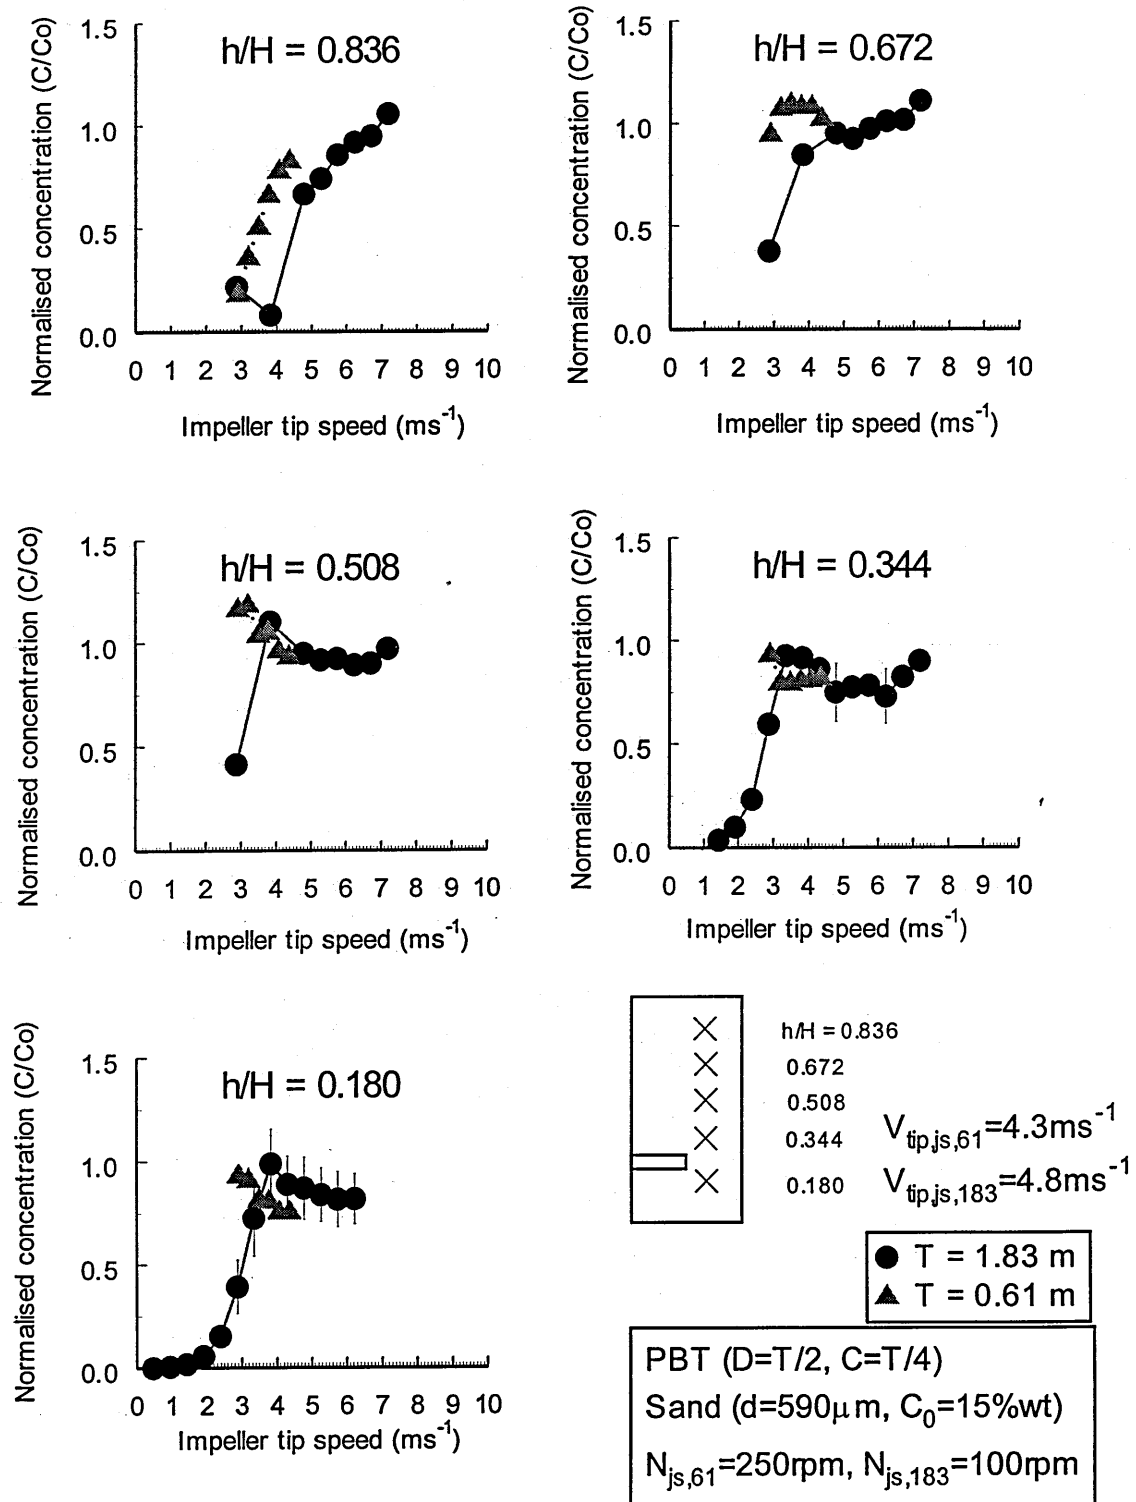 h/H = 0.836
Normalised concentration (C/Co)
1.5
1.0
0.5
0.0
0 1 2 3 4 5 6 7 8 9 10
Impeller tip speed (ms⁻¹)
h/H = 0.672
Normalised concentration (C/Co)
1.5
1.0
0.5
0.0
0 1 2 3 4 5 6 7 8 9 10
Impeller tip speed (ms⁻¹)
h/H = 0.508
Normalised concentration (C/Co)
1.5
1.0
0.5
0.0
0 1 2 3 4 5 6 7 8 9 10
Impeller tip speed (ms⁻¹)
h/H = 0.344
Normalised concentration (C/Co)
1.5
1.0
0.5
0.0
0 1 2 3 4 5 6 7 8 9 10
Impeller tip speed (ms⁻¹)
h/H = 0.180
Normalised concentration (C/Co)
1.5
1.0
0.5
0.0
0 1 2 3 4 5 6 7 8 9 10
Impeller tip speed (ms⁻¹)
h/H = 0.836
0.672
0.508
0.344
0.180
V_tip,js,61=4.3ms⁻¹
V_tip,js,183=4.8ms⁻¹
T = 1.83 m
T = 0.61 m
PBT (D=T/2, C=T/4)
Sand (d=590μm, C₀=15%wt)
N_js,61=250rpm, N_js,183=100rpm